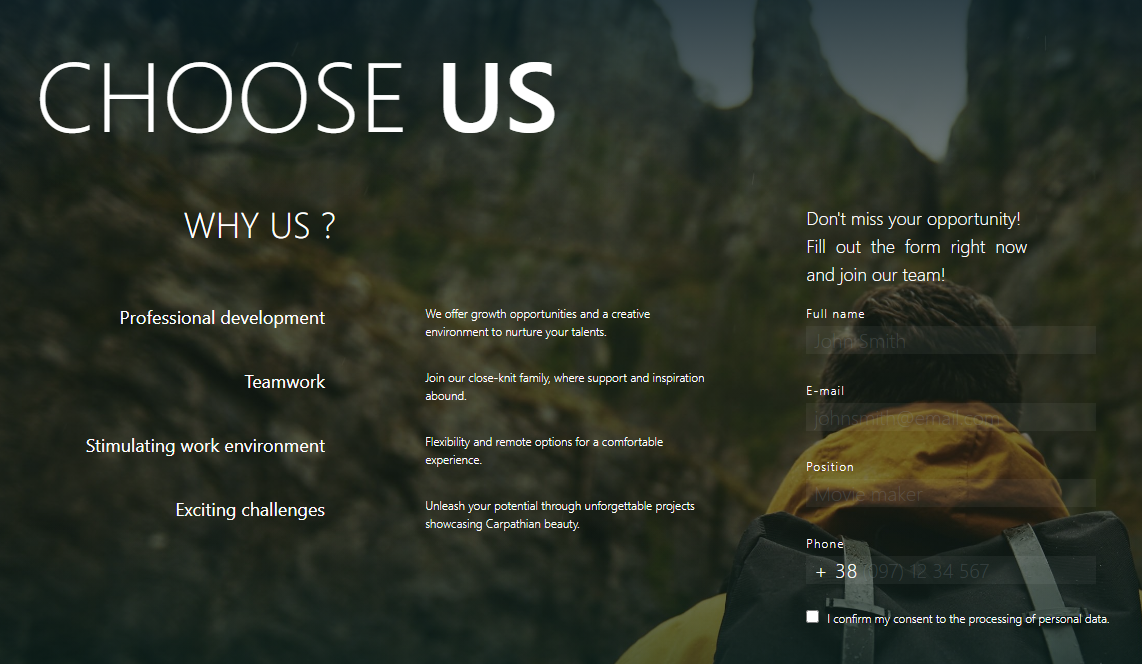 CHOOSE US
WHY US ?
Professional development
We offer growth opportunities and a creative
environment to nurture your talents.
Teamwork
Join our close-knit family, where support and inspiration
abound.
Stimulating work environment
Flexibility and remote options for a comfortable
experience.
Exciting challenges
Unleash your potential through unforgettable projects
showcasing Carpathian beauty.
Don't miss your opportunity!
Fill out the form right now
and join our team!
Full name
John Smith
E-mail
johnsmith@email.com
Position
Movie maker
Phone
+ 38 (097) 12 34 567
I confirm my consent to the processing of personal data.